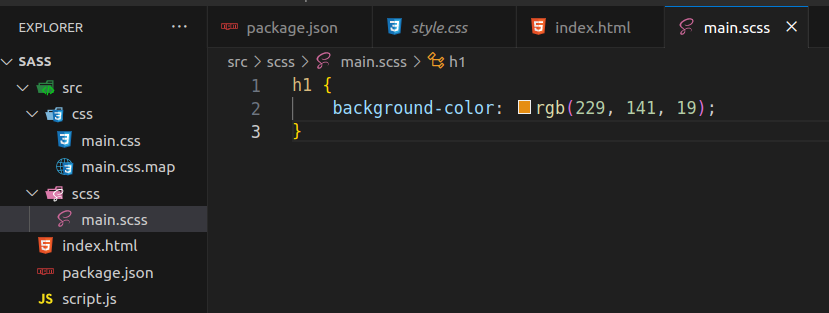 EXPLORER ...
SASS
src
css
main.css
main.css.map
scss
main.scss
index.html
package.json
JS script.js
package.json style.css index.html main.scss
src > scss > main.scss > h1
1 h1 {
2 background-color: rgb(229, 141, 19);
3 }